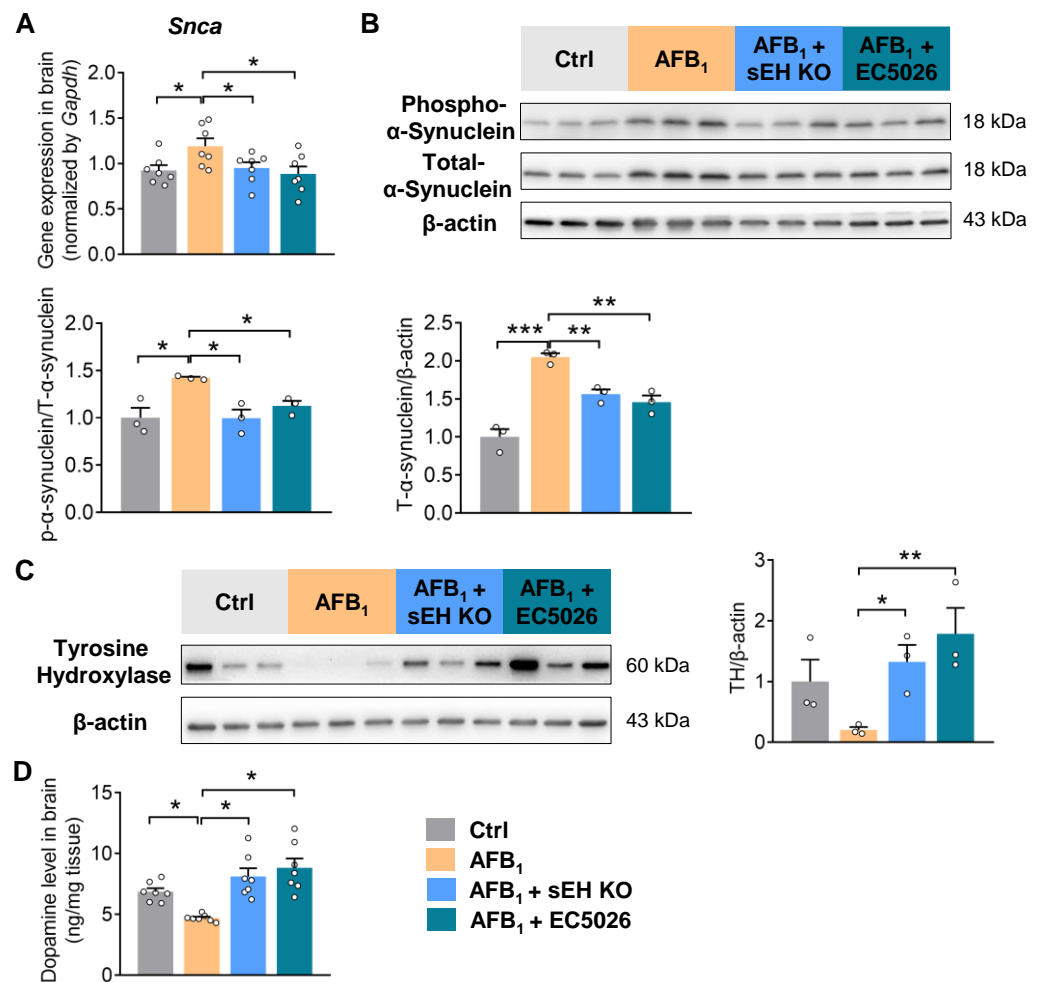 A
Snca
Gene expression in brain
(normalized by Gapdh)
2.0
1.5
1.0
0.5
0.0
*
*
*
B
Ctrl
AFB₁
AFB₁ +
sEH KO
AFB₁ +
EC5026
Phospho-
α-Synuclein
18 kDa
Total-
α-Synuclein
18 kDa
β-actin
43 kDa
p-α-synuclein/T-α-synuclein
2.0
1.5
1.0
0.5
0.0
*
*
*
T-α-synuclein/β-actin
2.5
2.0
1.5
1.0
0.5
0.0
***
**
**
C
Ctrl
AFB₁
AFB₁ +
sEH KO
AFB₁ +
EC5026
Tyrosine
Hydroxylase
60 kDa
β-actin
43 kDa
TH/β-actin
3
2
1
0
*
**
D
Dopamine level in brain
(ng/mg tissue)
15
10
5
0
*
*
*
Ctrl
AFB₁
AFB₁ + sEH KO
AFB₁ + EC5026